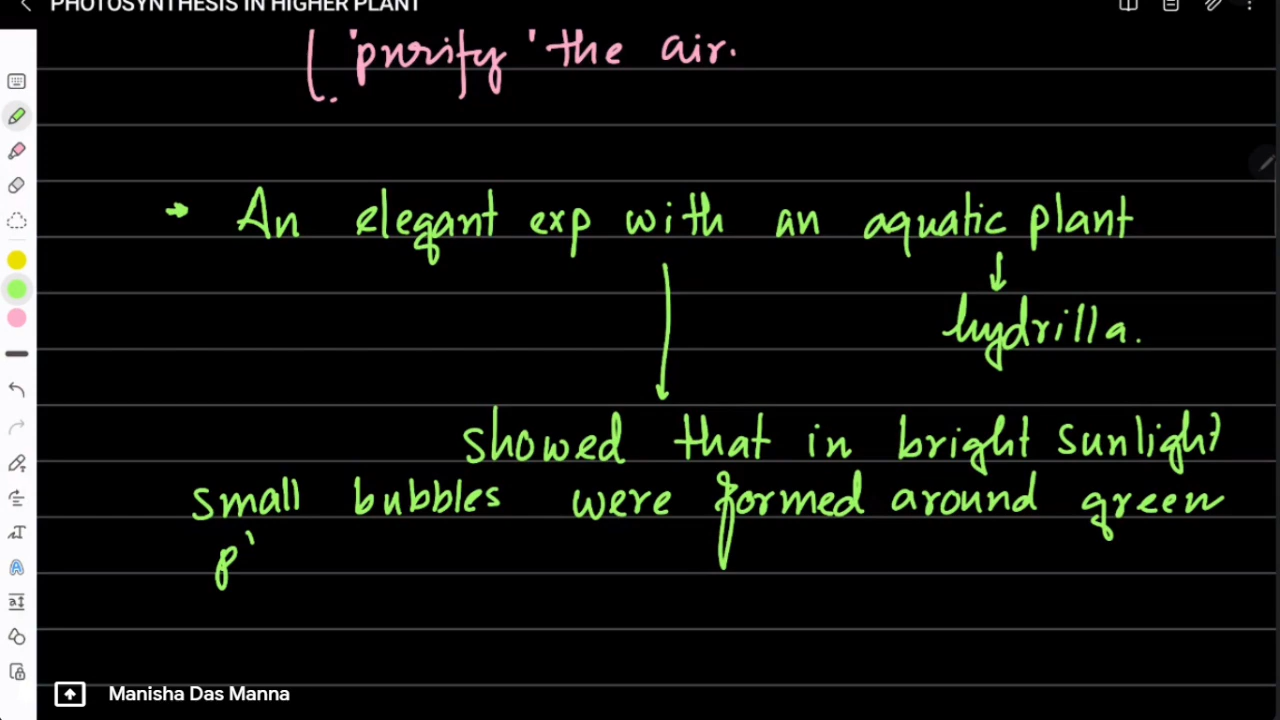 PHOTOSYNTHESIS IN HIGHER PLANT
'purify' the air.
An elegant exp with an aquatic plant
hydrilla.
showed that in bright sunlight
small bubbles were formed around green
p
Manisha Das Manna